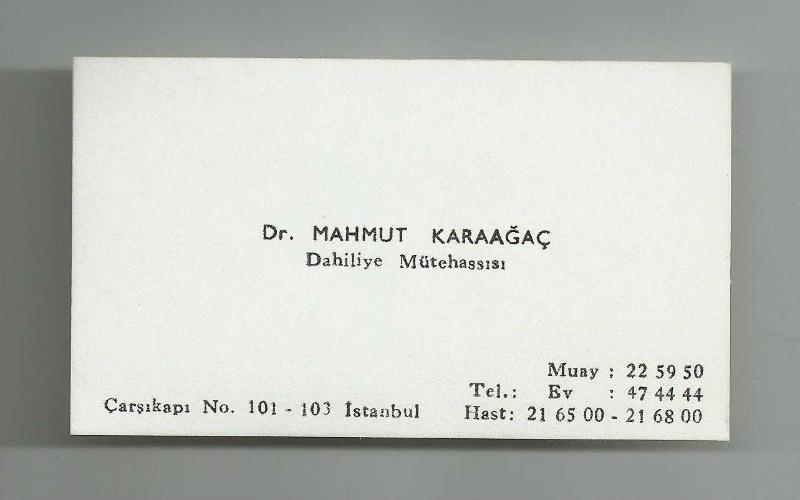 Dr. MAHMUT KARAAĞAÇ
Dahiliye Mütehassısı
Muay : 22 59 50
Tel.: Ev : 47 44 44
Çarşıkapı No. 101 - 103 İstanbul
Hast: 21 65 00 - 21 68 00